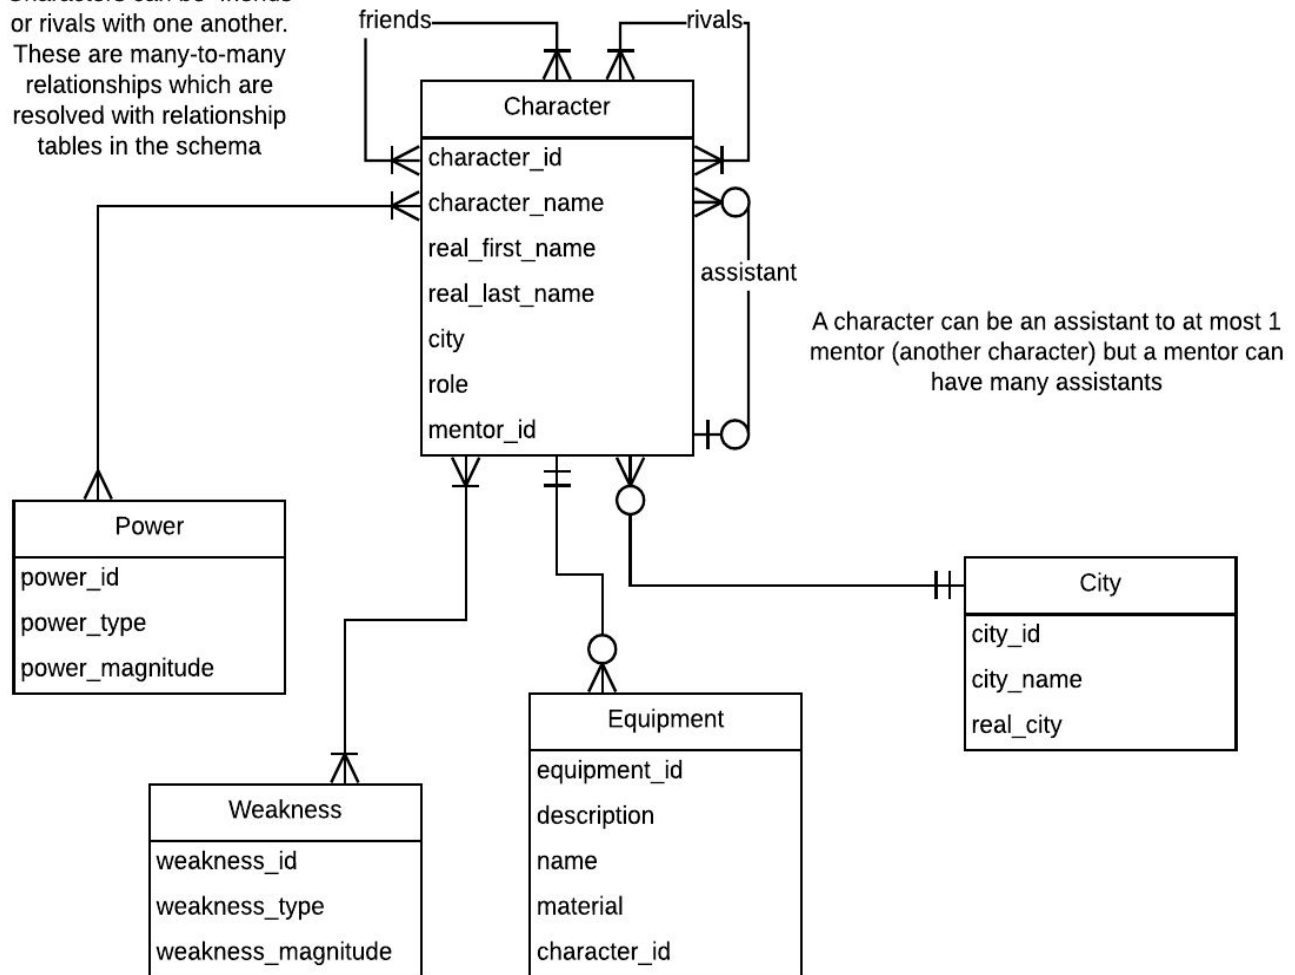 or rivals with one another.
These are many-to-many
relationships which are
resolved with relationship
tables in the schema
friends
rivals
Character
character_id
character_name
real_first_name
real_last_name
city
role
mentor_id
assistant
A character can be an assistant to at most 1
mentor (another character) but a mentor can
have many assistants
Power
power_id
power_type
power_magnitude
City
city_id
city_name
real_city
Equipment
equipment_id
description
name
material
character_id
Weakness
weakness_id
weakness_type
weakness_magnitude